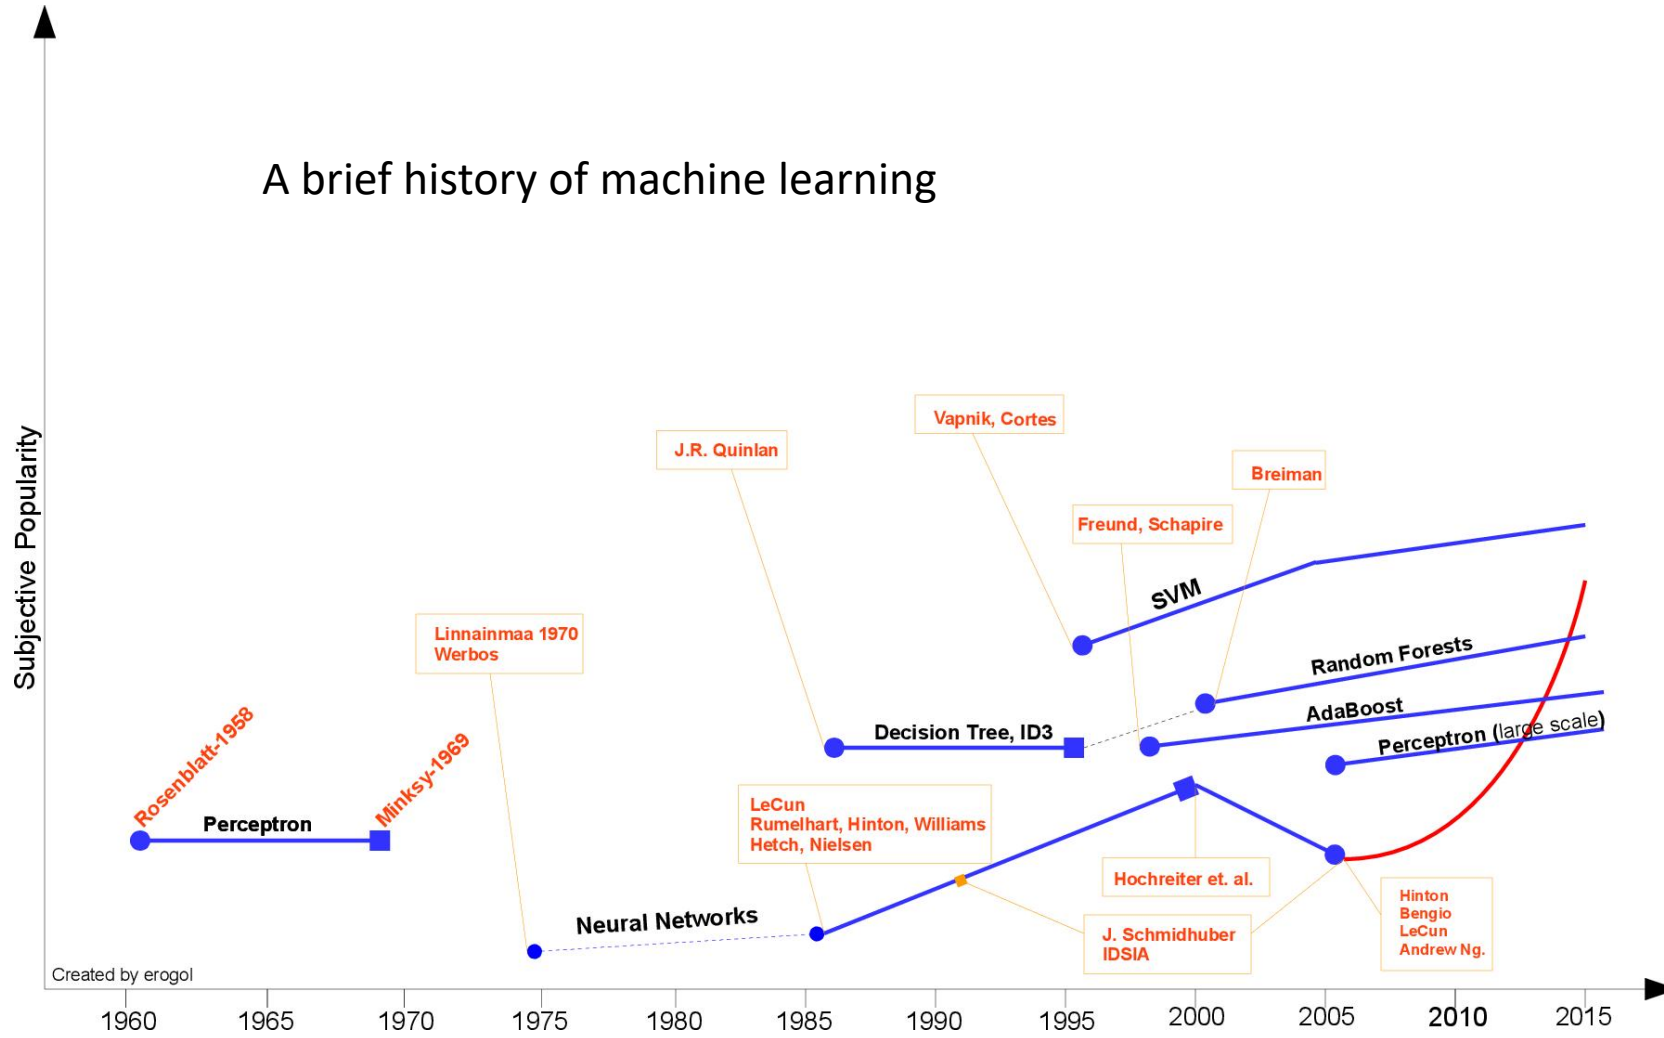 A brief history of machine learning
Subjective Popularity
Vapnik, Cortes
J.R. Quinlan
Breiman
Freund, Schapire
SVM
Linnainmaa 1970
Werbos
Random Forests
AdaBoost
Perceptron (large scale)
Decision Tree, ID3
Rosenblatt-1958
Minksy-1969
Perceptron
LeCun
Rumelhart, Hinton, Williams
Hetch, Nielsen
Hochreiter et. al.
Neural Networks
J. Schmidhuber
IDSIA
Hinton
Bengio
LeCun
Andrew Ng.
Created by erogol
1960 1965 1970 1975 1980 1985 1990 1995 2000 2005 2010 2015